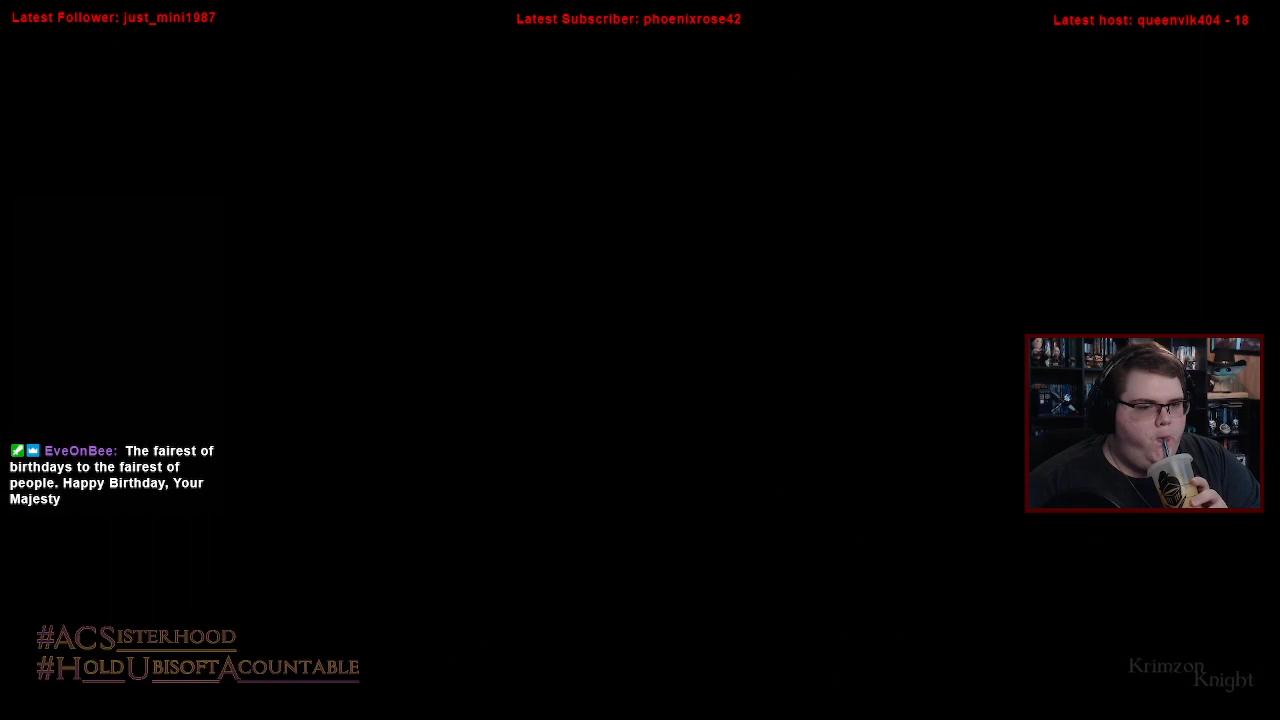 Latest Follower: just_mini1987
Latest Subscriber: phoenixrose42
Latest host: queenvik404 - 18
EveOnBee: The fairest of
birthdays to the fairest of
people. Happy Birthday, Your
Majesty
#ACSisterhood
#HoldUbisoftAcountable
Krimzon
Knight